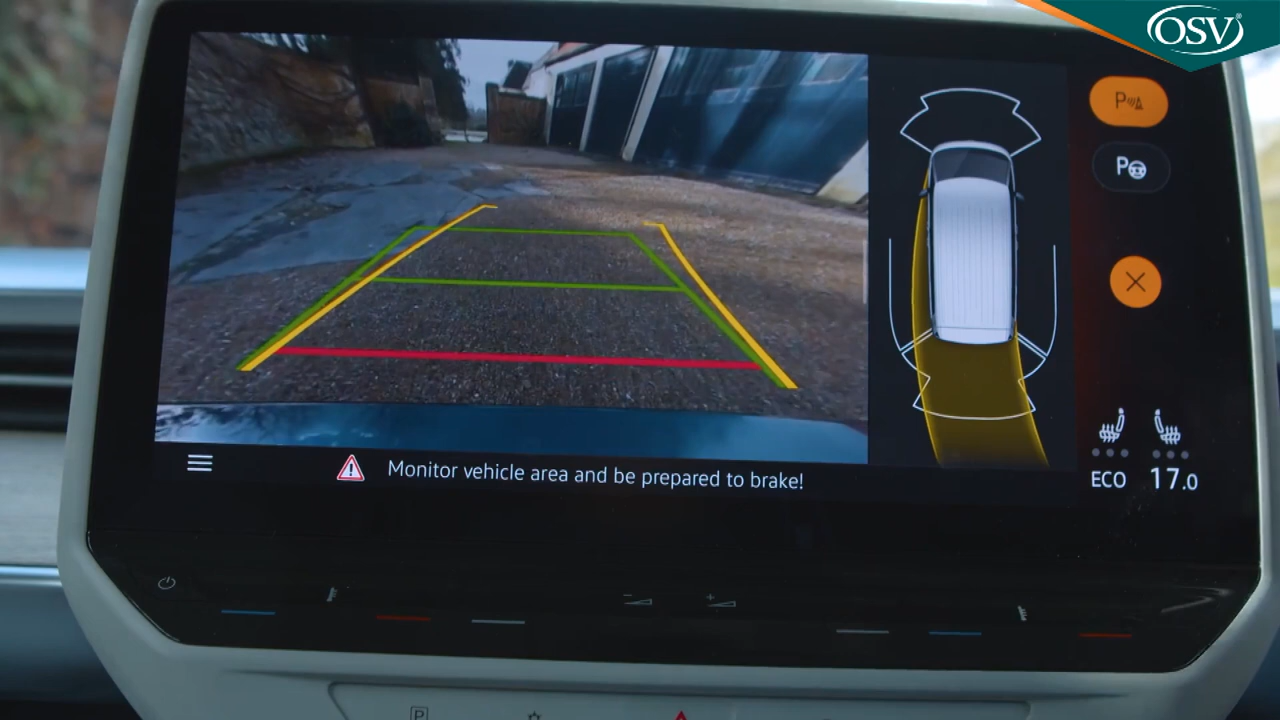 OSV®
P
P
Monitor vehicle area and be prepared to brake!
ECO 17.0
P